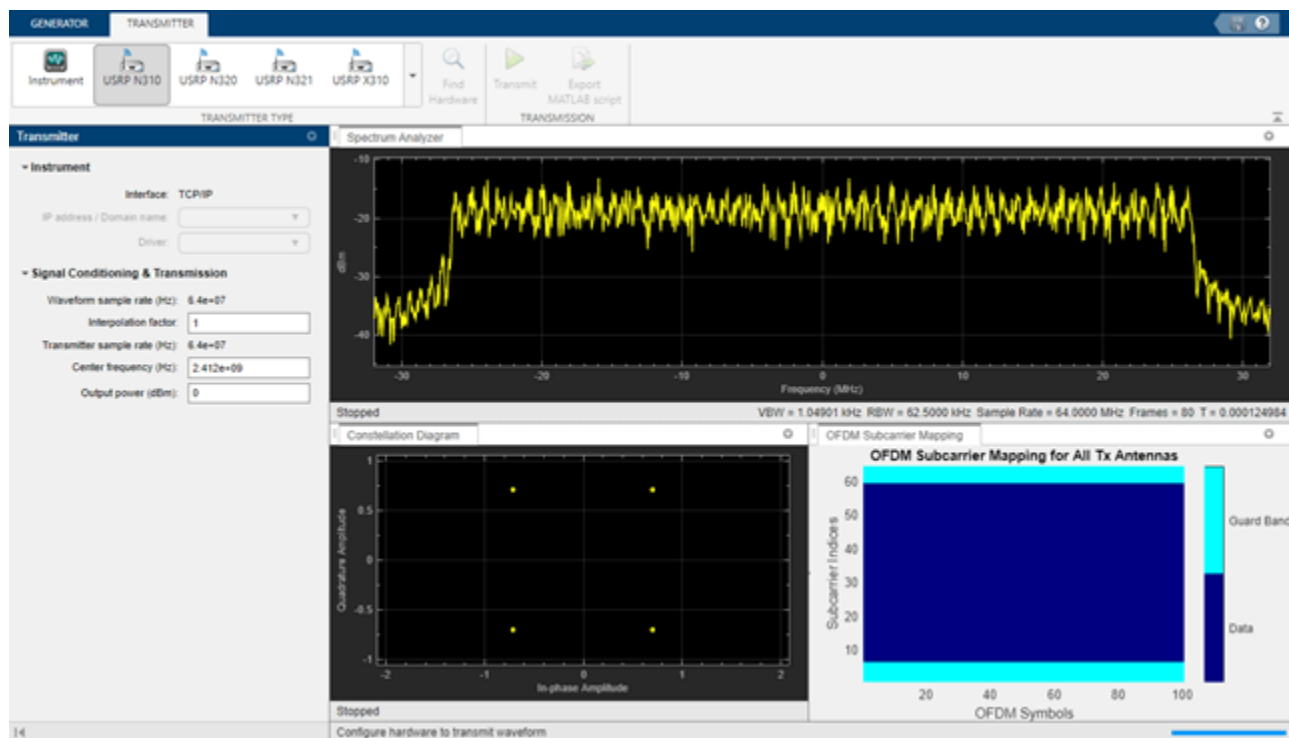 GENERATOR TRANSMITTER
Instrument USRP N310 USRP N320 USRP N321 USRP X310 Find Hardware Transmit Export MATLAB script
TRANSMITTER TYPE TRANSMISSION
Transmitter
Instrument
Interface: TCP/IP
IP address / Domain name:
Driver:
Signal Conditioning & Transmission
Waveform sample rate (Hz): 6.4e+07
Interpolation factor: 1
Transmitter sample rate (Hz): 6.4e+07
Center frequency (Hz): 2.412e+09
Output power (dBm): 0
Spectrum Analyzer
-10
-20
-30
-40
dBm
-30 -20 -10 0 10 20 30
Frequency (MHz)
Stopped VBW = 1.04901 kHz RBW = 62.5000 kHz Sample Rate = 64.0000 MHz Frames = 80 T = 0.000124984
Constellation Diagram
1
0.5
0
-0.5
-1
Quadrature Amplitude
-2 -1 0 1 2
In-phase Amplitude
Stopped
OFDM Subcarrier Mapping
OFDM Subcarrier Mapping for All Tx Antennas
60
50
40
30
20
10
Subcarrier Indices
20 40 60 80 100
OFDM Symbols
Guard Band
Data
Configure hardware to transmit waveform